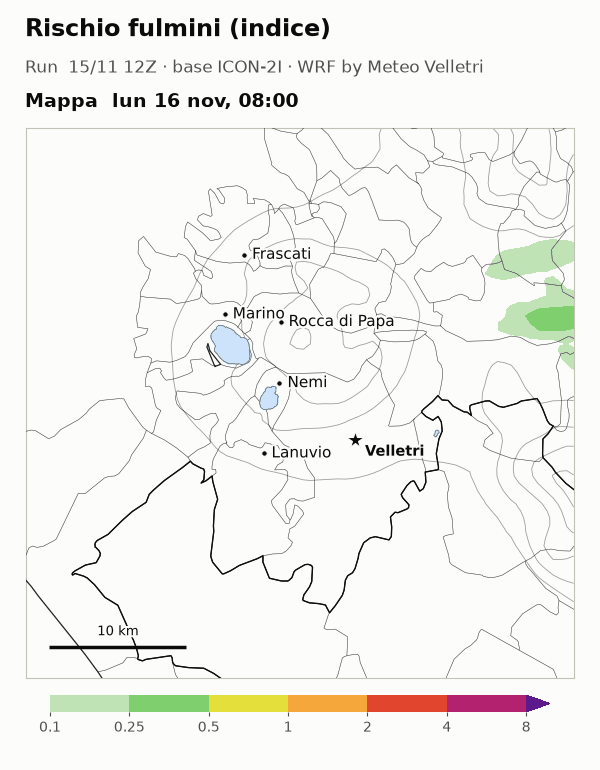 Rischio fulmini (indice)
Run  15/11 12Z · base ICON-2I · WRF by Meteo Velletri
Mappa  lun 16 nov, 08:00
Frascati
Marino
Rocca di Papa
Nemi
Velletri
Lanuvio
10 km
0.1 0.25 0.5 1 2 4 8